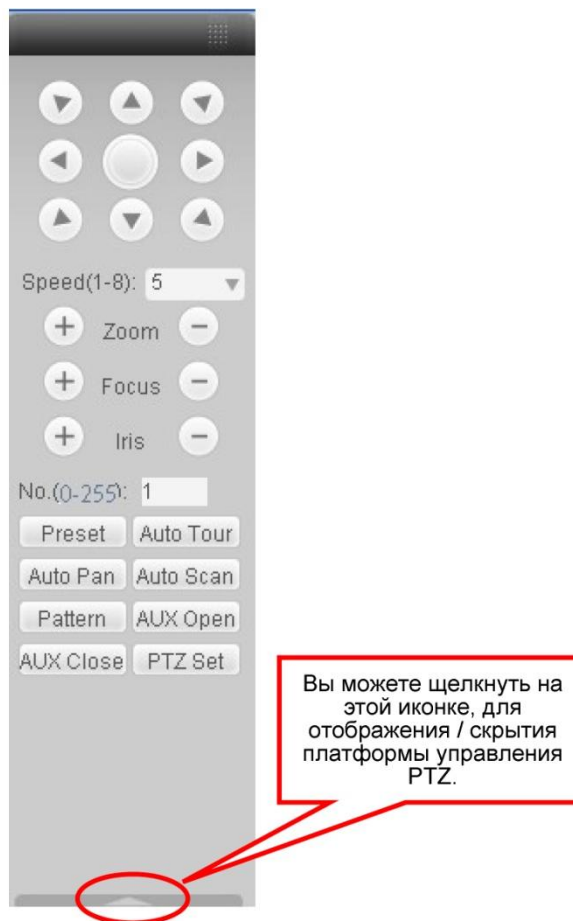 Speed(1-8): 5
+ Zoom −
+ Focus −
+ Iris −
No.(0-255): 1
Preset Auto Tour
Auto Pan Auto Scan
Pattern AUX Open
AUX Close PTZ Set
Вы можете щелкнуть на
этой иконке, для
отображения / скрытия
платформы управления
PTZ.